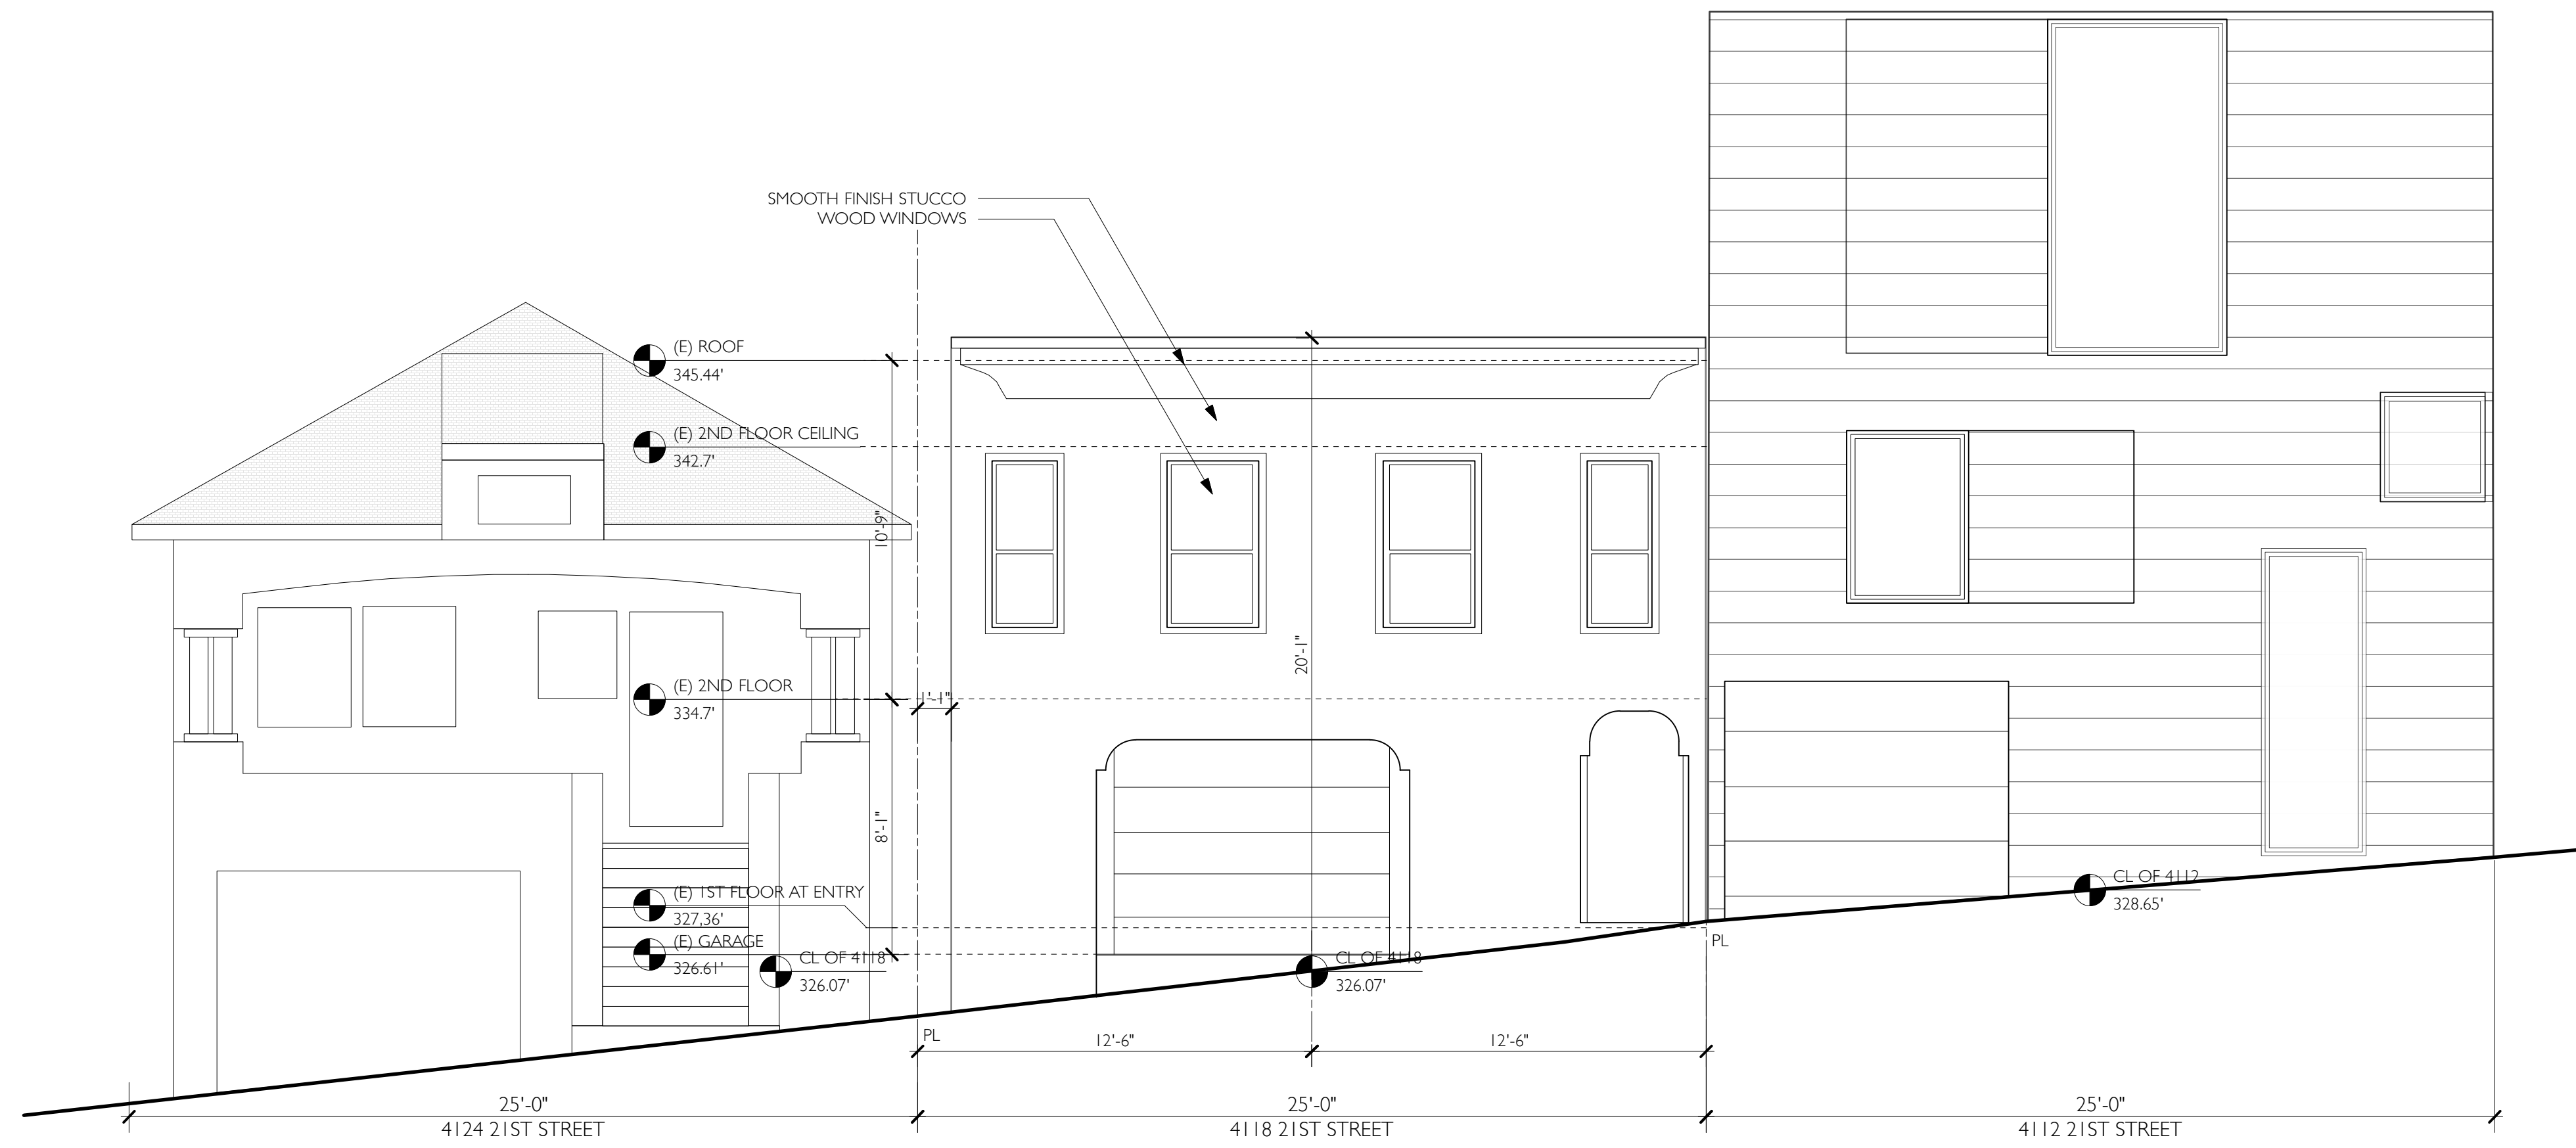 SMOOTH FINISH STUCCO
WOOD WINDOWS
(E) ROOF
345.44'
(E) 2ND FLOOR CEILING
342.7'
10'-9"
20'-1"
(E) 2ND FLOOR
334.7'
1'-1"
8'-1"
(E) 1ST FLOOR AT ENTRY
327,36'
(E) GARAGE
326.61'
CL OF 4118
326.07'
CL OF 4118
326.07'
CL OF 4112
328.65'
PL
PL
12'-6"
12'-6"
25'-0"
25'-0"
25'-0"
4124 21ST STREET
4118 21ST STREET
4112 21ST STREET